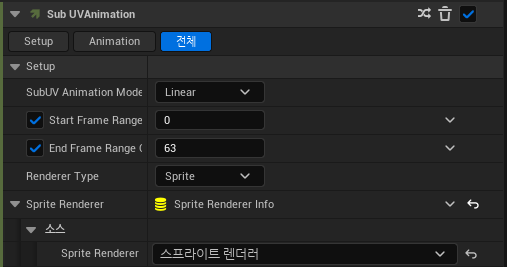 Sub UVAnimation
Setup Animation 전체
Setup
SubUV Animation Mode Linear
Start Frame Range 0
End Frame Range 63
Renderer Type Sprite
Sprite Renderer Sprite Renderer Info
소스
Sprite Renderer 스프라이트 렌더러